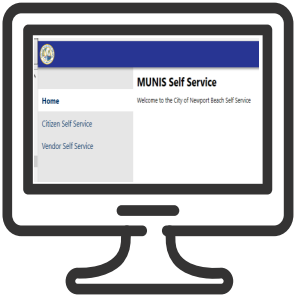 MUNIS Self Service
Welcome to the City of Newport Beach Self Service
Home
Citizen Self Service
Vendor Self Service